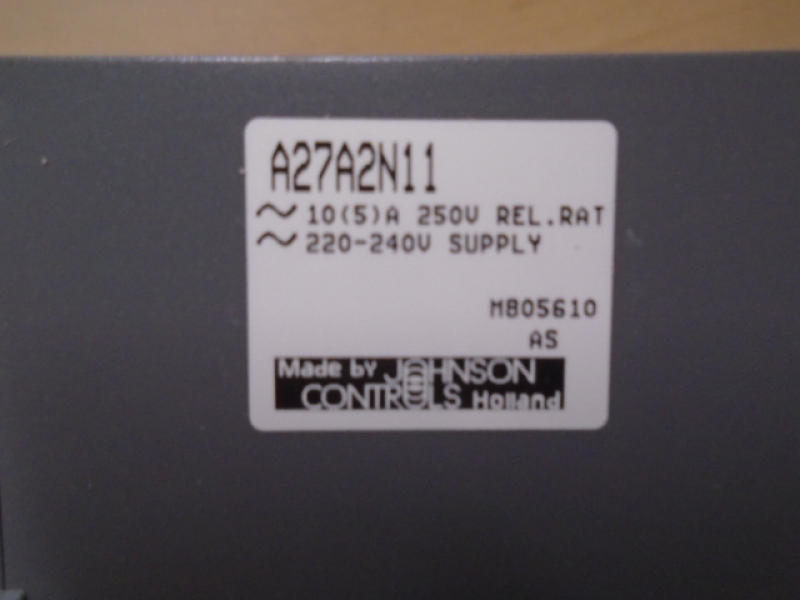 A27A2N11
~ 10(5)A 250V REL.RAT
~ 220-240V SUPPLY
M805610
AS
Made by JOHNSON
CONTROLS Holland